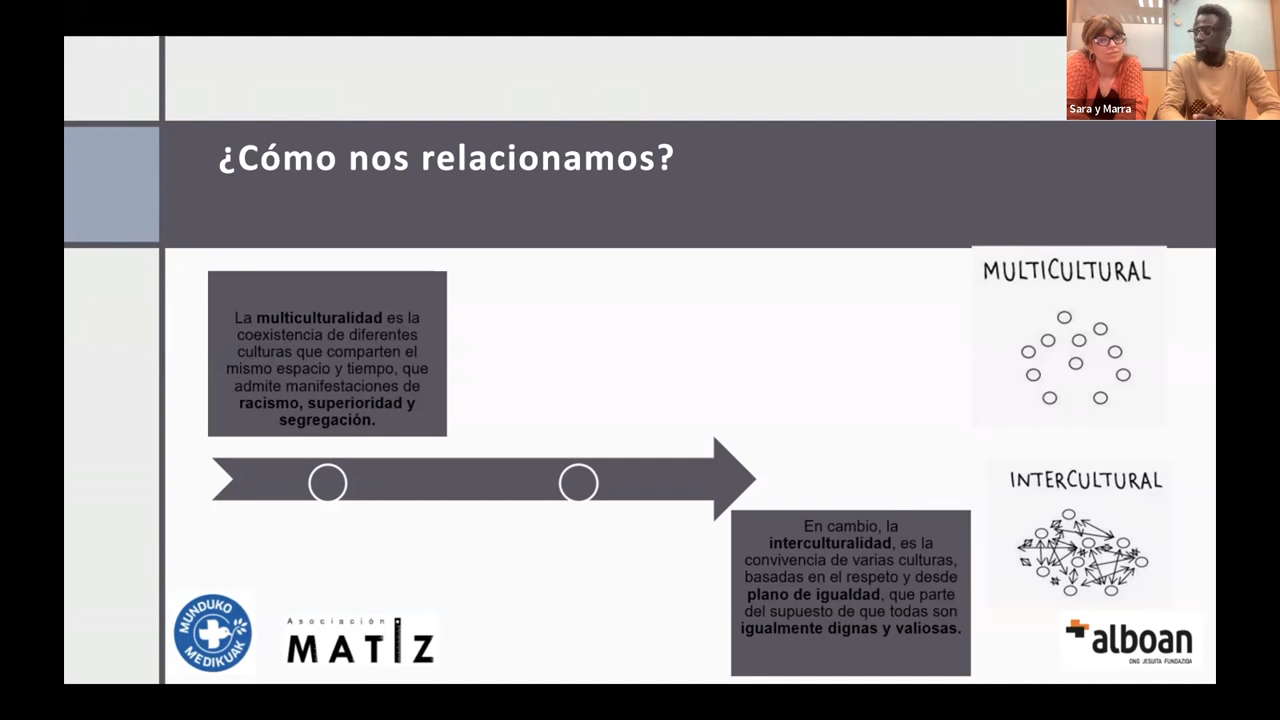 Sara y Marra
¿Cómo nos relacionamos?
La multiculturalidad es la
coexistencia de diferentes
culturas que comparten el
mismo espacio y tiempo, que
admite manifestaciones de
racismo, superioridad y
segregación.
MULTICULTURAL
INTERCULTURAL
En cambio, la
interculturalidad, es la
convivencia de varias culturas,
basadas en el respeto y desde
plano de igualdad, que parte
del supuesto de que todas son
igualmente dignas y valiosas.
MUNDUKO
MEDIKUAK
Asociación
MATIZ
alboan
ONG JESUITA FUNDAZIOA